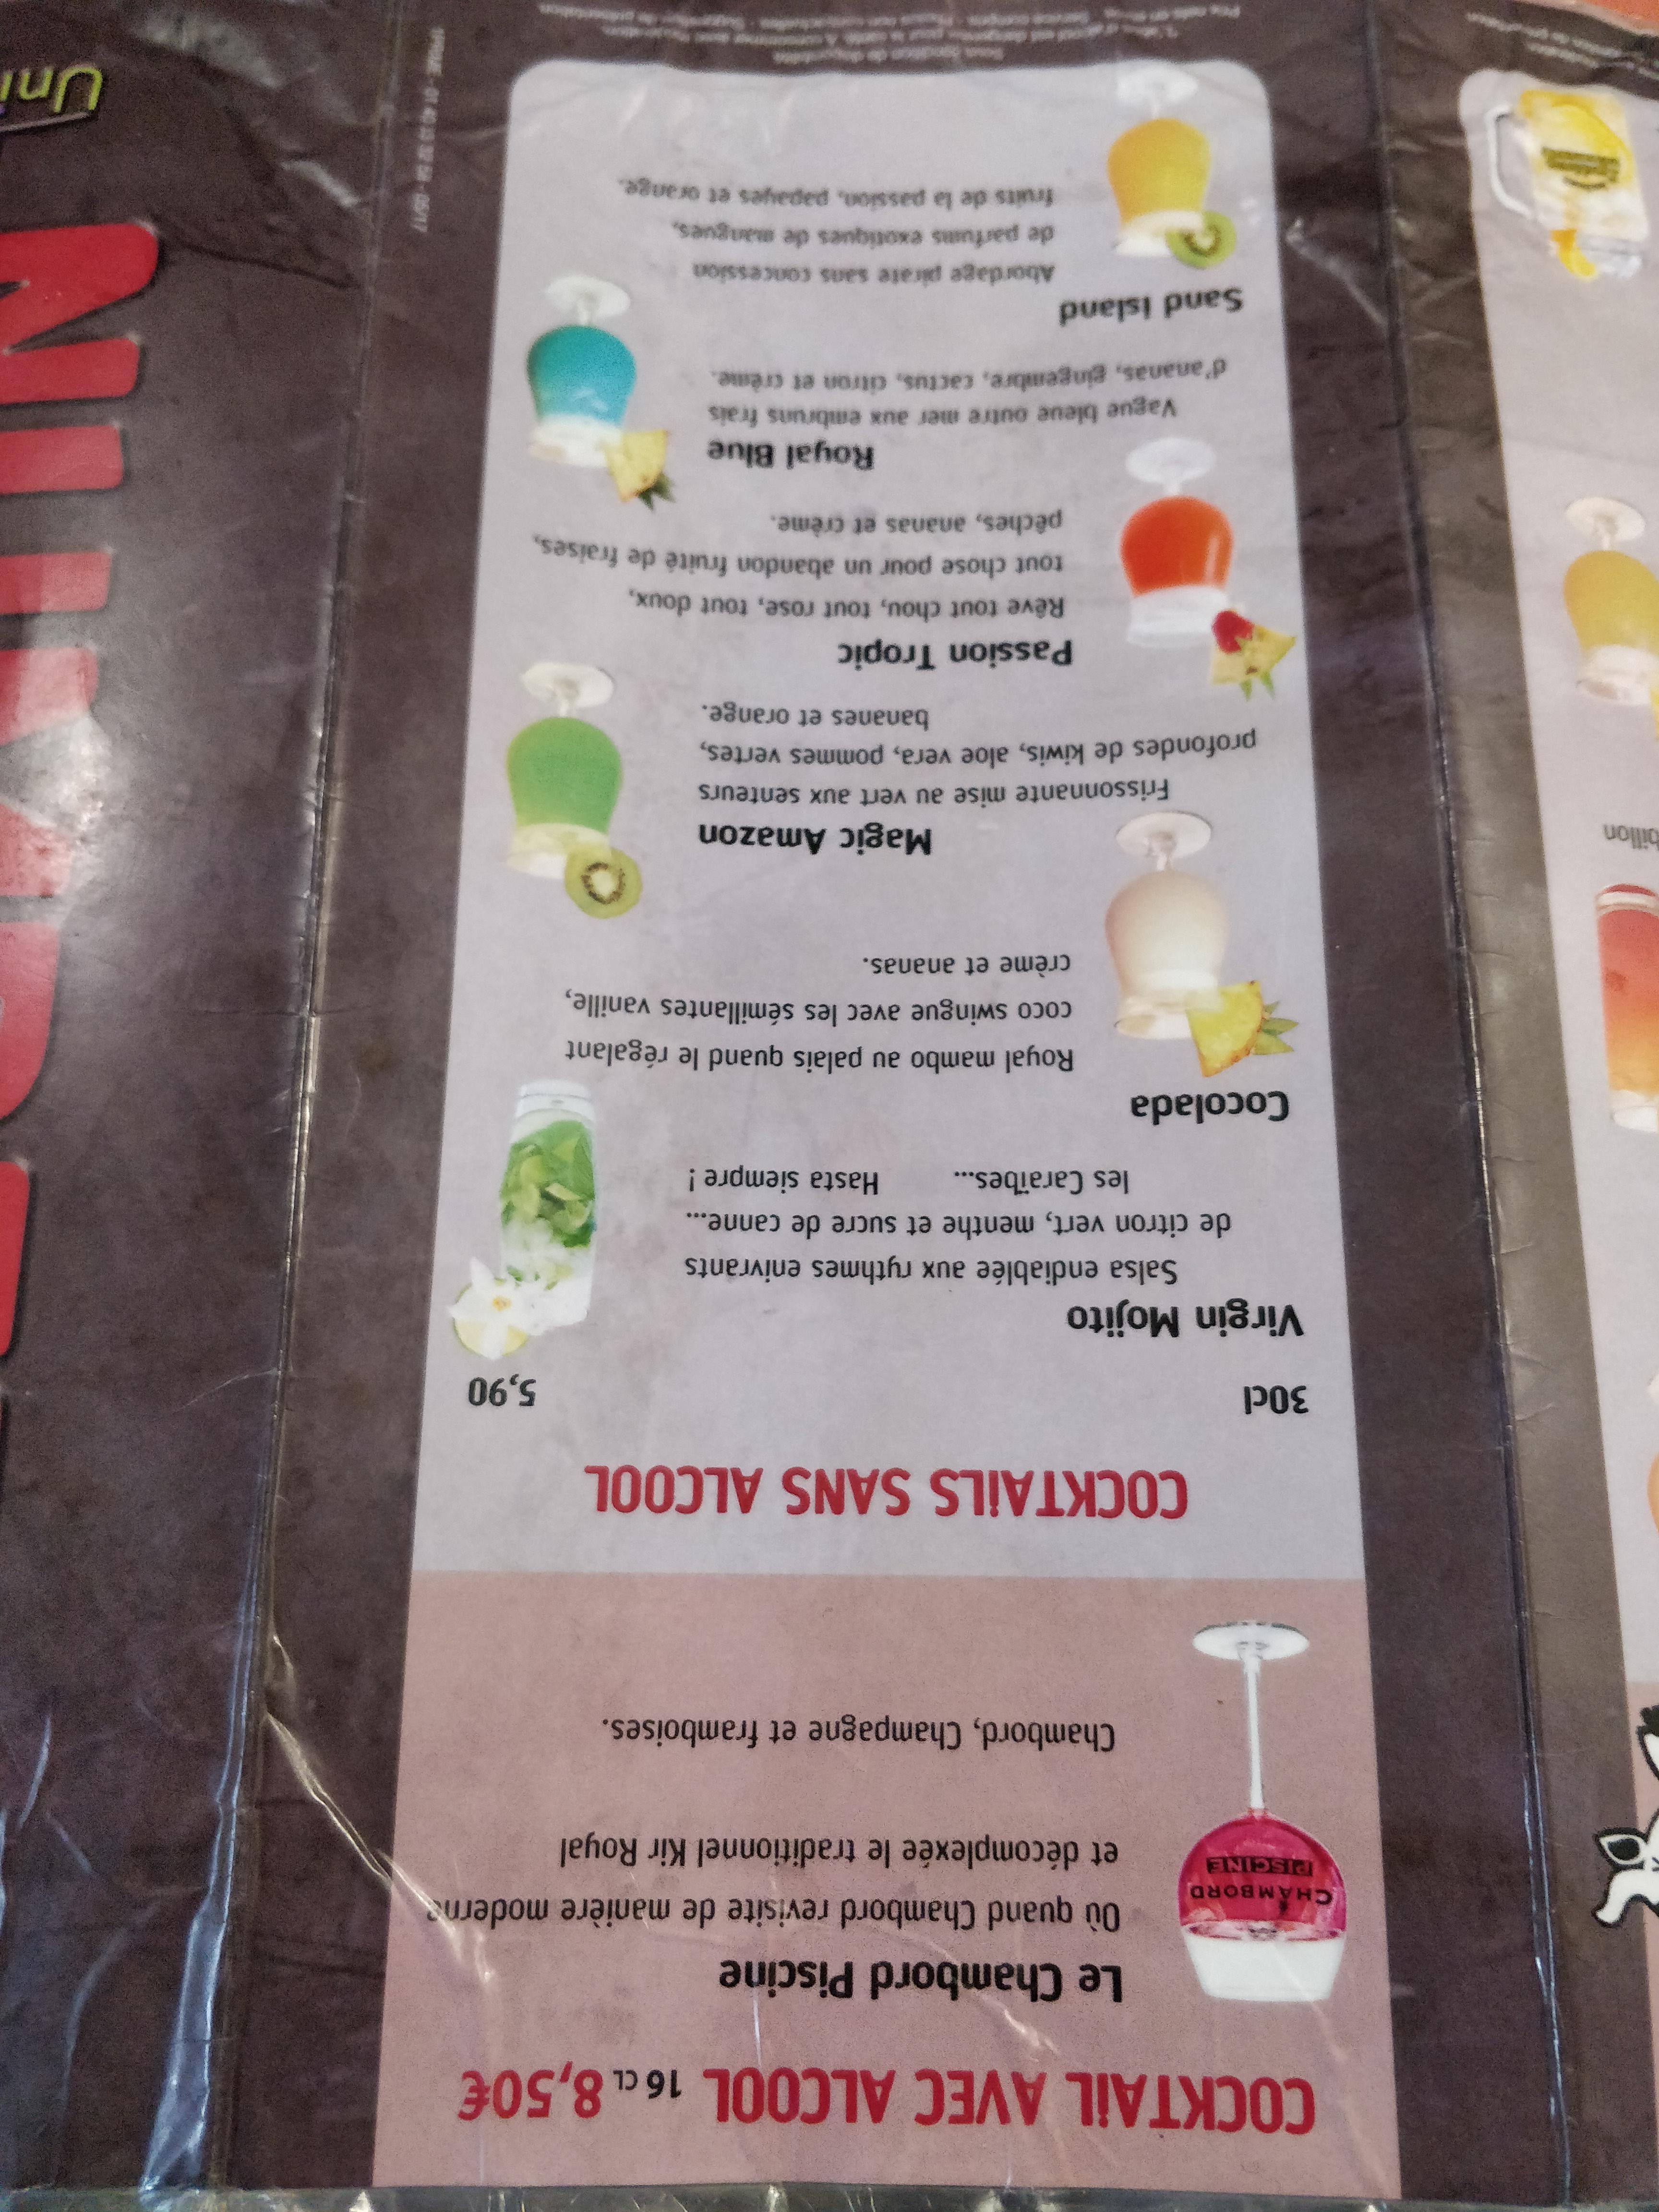 COCKTAiL AVEC ALCOOL 16 CL 8,50€
Le Chambord Piscine
Où quand Chambord revisite de manière moderne
et décomplexée le traditionnel Kir Royal
Chambord, Champagne et framboises.
CHAMBORD
PISCINE
COCKTAiLS SANS ALCOOL
30cl 5,90
Virgin Mojito
Salsa endiablée aux rythmes enivrants
de citron vert, menthe et sucre de canne...
les Caraïbes... Hasta siempre !
Cocolada
Royal mambo au palais quand le régalant
coco swingue avec les sémillantes vanille,
crème et ananas.
Magic Amazon
Frissonnante mise au vert aux senteurs
profondes de kiwis, aloe vera, pommes vertes,
bananes et orange.
Passion Tropic
Rêve tout chou, tout rose, tout doux,
tout chose pour un abandon fruité de fraises,
pêches, ananas et crème.
Royal Blue
Vague bleue outre mer aux embruns frais
d'ananas, gingembre, cactus, citron et crème.
Sand Island
Abordage pirate sans concession
de parfums exotiques de mangues,
fruits de la passion, papayes et orange.
billon
Uni